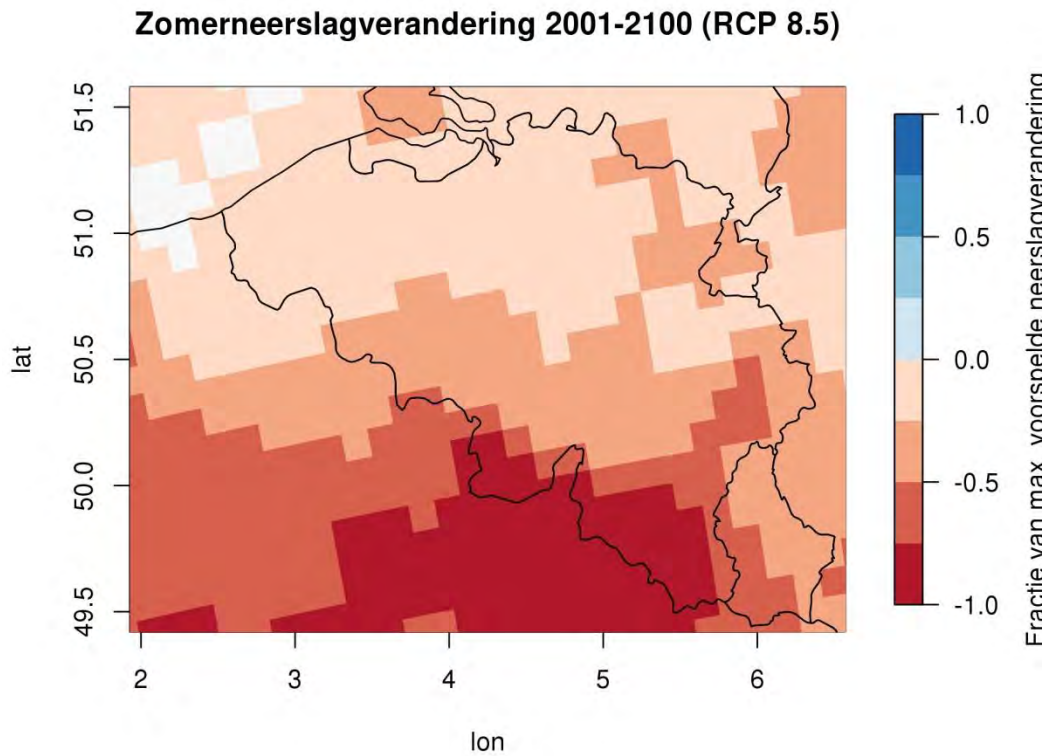 Zomerneerslagverandering 2001-2100 (RCP 8.5)
51.5
51.0
50.5
50.0
49.5
lat
2 3 4 5 6
lon
1.0
0.5
0.0
-0.5
-1.0
Fractie van max. voorspelde neerslagverandering